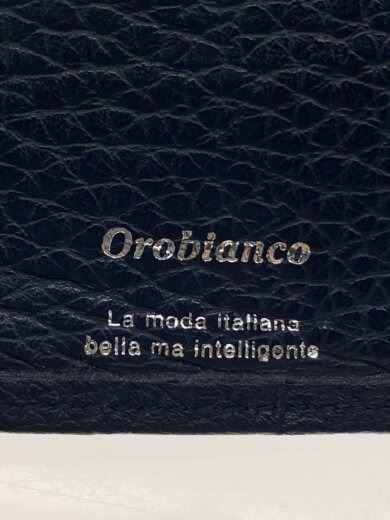 Orobianco
La moda italiana
bella ma intelligente